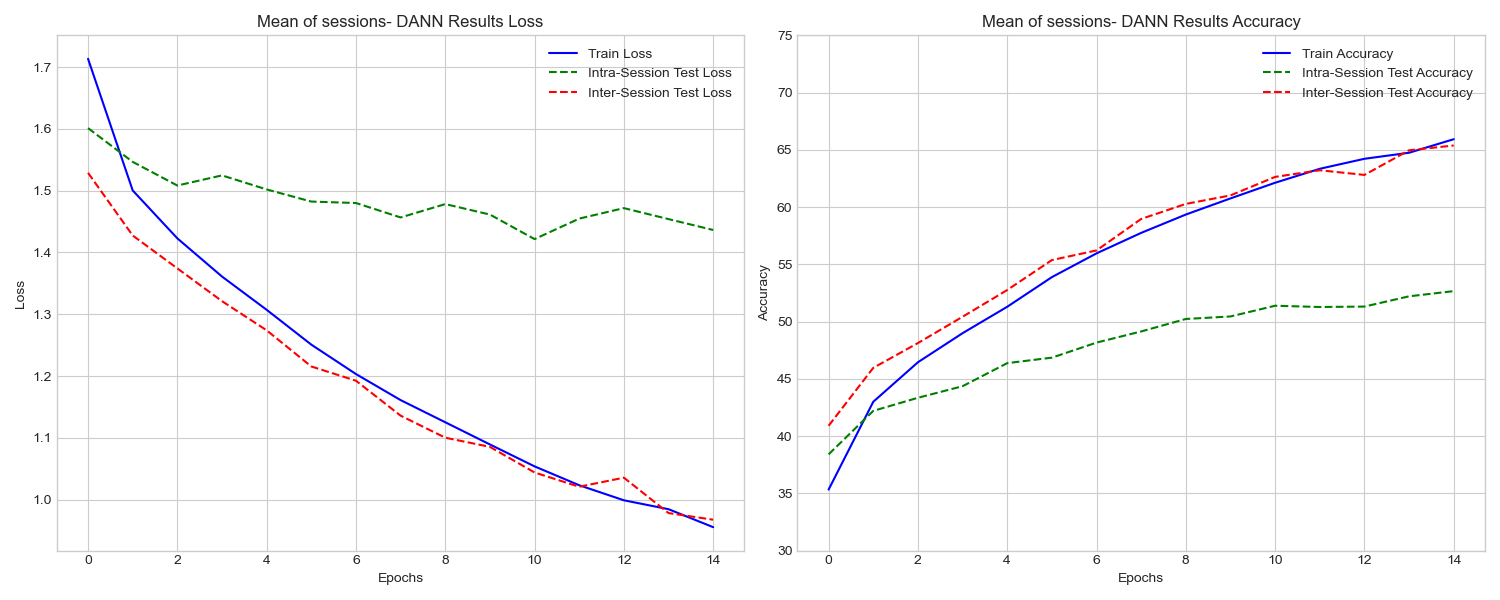 Mean of sessions- DANN Results Loss
Train Loss
Intra-Session Test Loss
Inter-Session Test Loss
1.7
1.6
1.5
1.4
1.3
1.2
1.1
1.0
Loss
0 2 4 6 8 10 12 14
Epochs
Mean of sessions- DANN Results Accuracy
Train Accuracy
Intra-Session Test Accuracy
Inter-Session Test Accuracy
75
70
65
60
55
50
45
40
35
30
Accuracy
0 2 4 6 8 10 12 14
Epochs